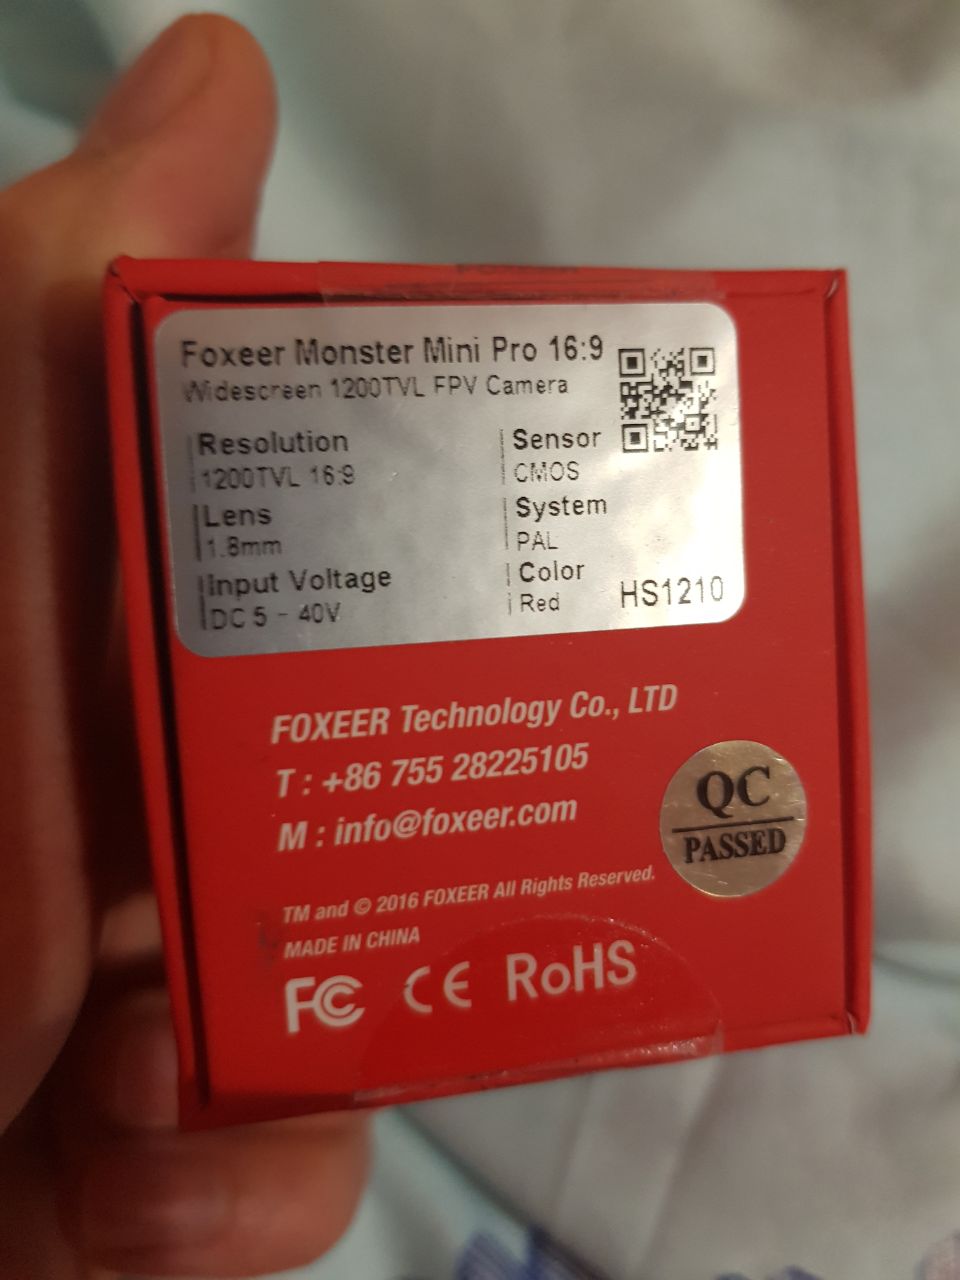 Foxeer Monster Mini Pro 16:9
Widescreen 1200TVL FPV Camera
Resolution
1200TVL 16:9
Lens
1.8mm
Input Voltage
DC 5 - 40V
Sensor
CMOS
System
PAL
Color
Red
HS1210
FOXEER Technology Co., LTD
T : +86 755 28225105
M : info@foxeer.com
QC
PASSED
TM and © 2016 FOXEER All Rights Reserved.
MADE IN CHINA
FC CE RoHS